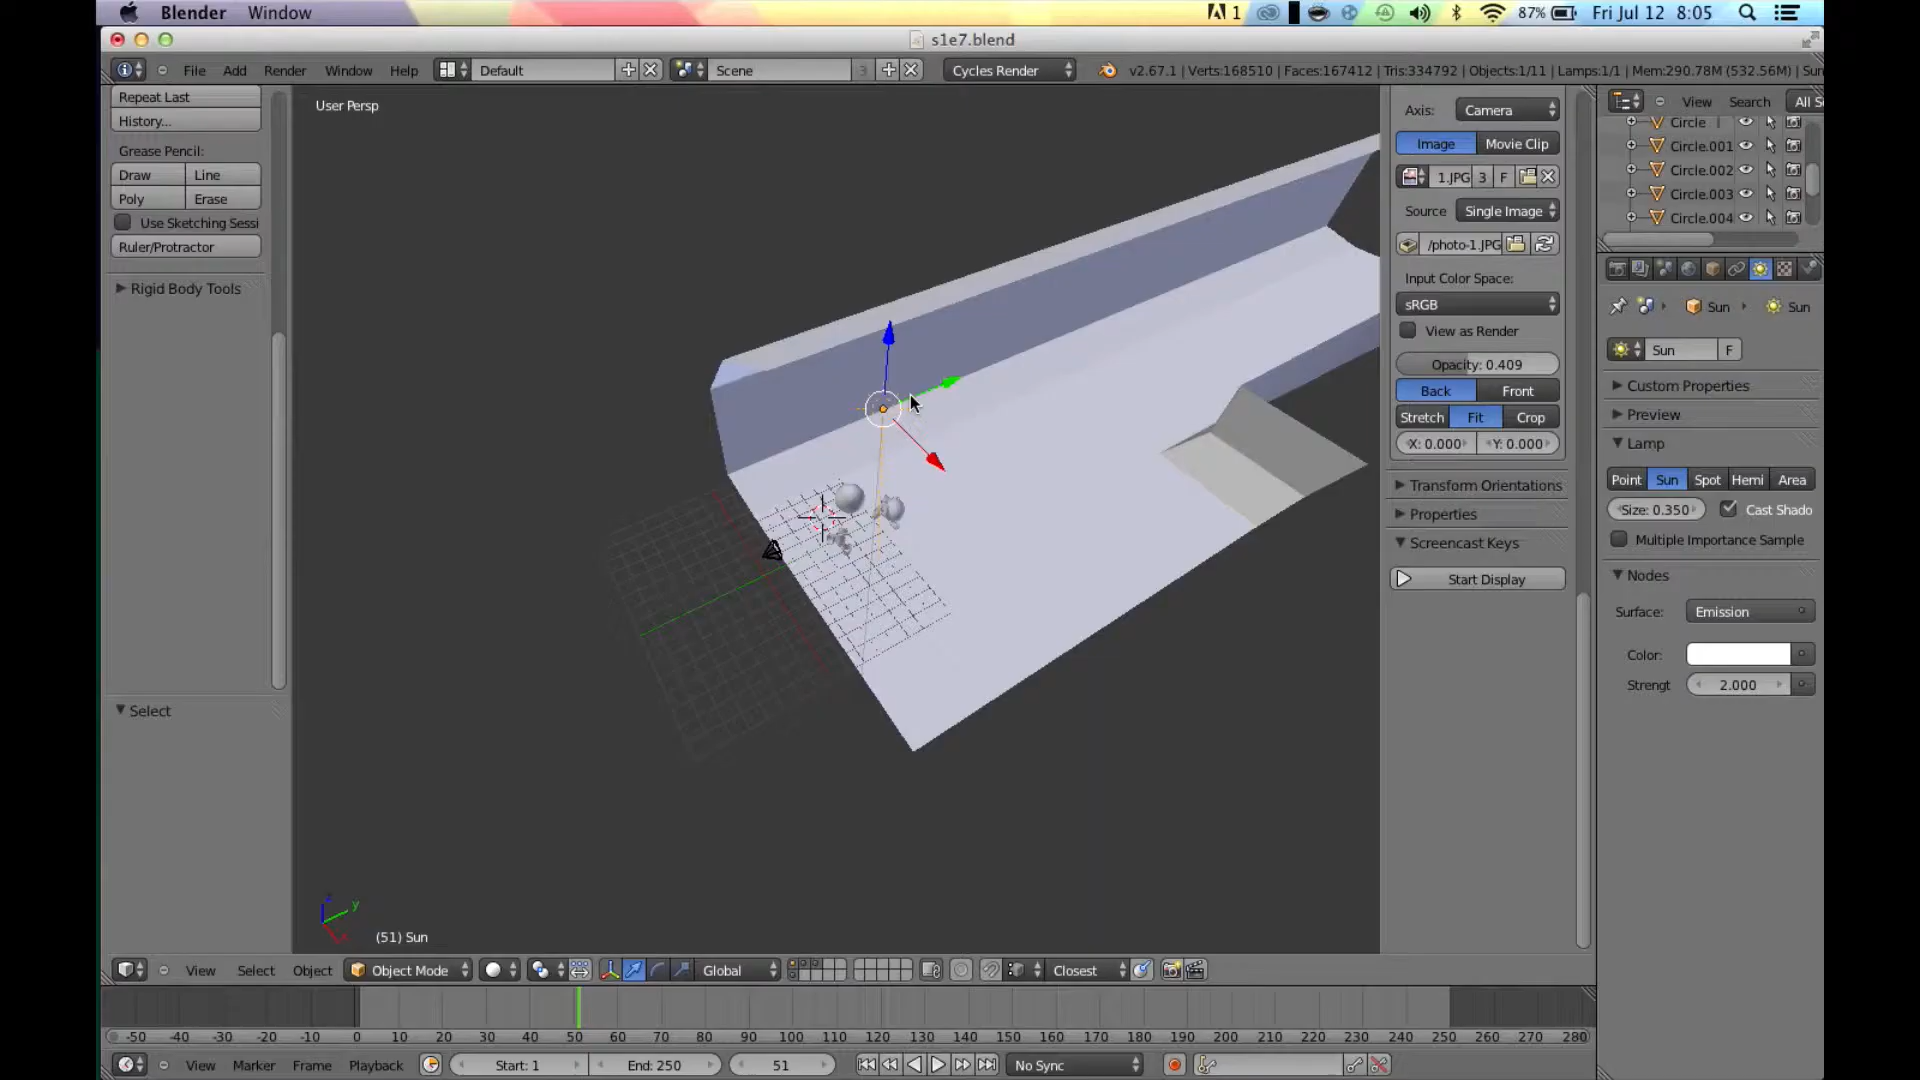 Blender Window 1 87% Fri Jul 12 8:05
s1e7.blend
File Add Render Window Help Default Scene 3 Cycles Render v2.67.1 | Verts:168510 | Faces:167412 | Tris:334792 | Objects:1/11 | Lamps:1/1 | Mem:290.78M (532.56M) | Sun
Repeat Last
History...
Grease Pencil:
Draw Line
Poly Erase
Use Sketching Sessi
Ruler/Protractor
Rigid Body Tools
Select
User Persp
(51) Sun
Axis: Camera
Image Movie Clip
1.JPG 3 F
Source Single Image
/photo-1.JPG
Input Color Space:
sRGB
View as Render
Opacity: 0.409
Back Front
Stretch Fit Crop
X: 0.000 Y: 0.000
Transform Orientations
Properties
Screencast Keys
Start Display
View Search All S
Circle
Circle.001
Circle.002
Circle.003
Circle.004
Sun Sun
Sun F
Custom Properties
Preview
Lamp
Point Sun Spot Hemi Area
Size: 0.350 Cast Shado
Multiple Importance Sample
Nodes
Surface: Emission
Color:
Strengt 2.000
z y x
View Select Object Object Mode Global Closest
-50 -40 -30 -20 -10 0 10 20 30 40 50 60 70 80 90 100 110 120 130 140 150 160 170 180 190 200 210 220 230 240 250 260 270 280
View Marker Frame Playback Start: 1 End: 250 51 No Sync